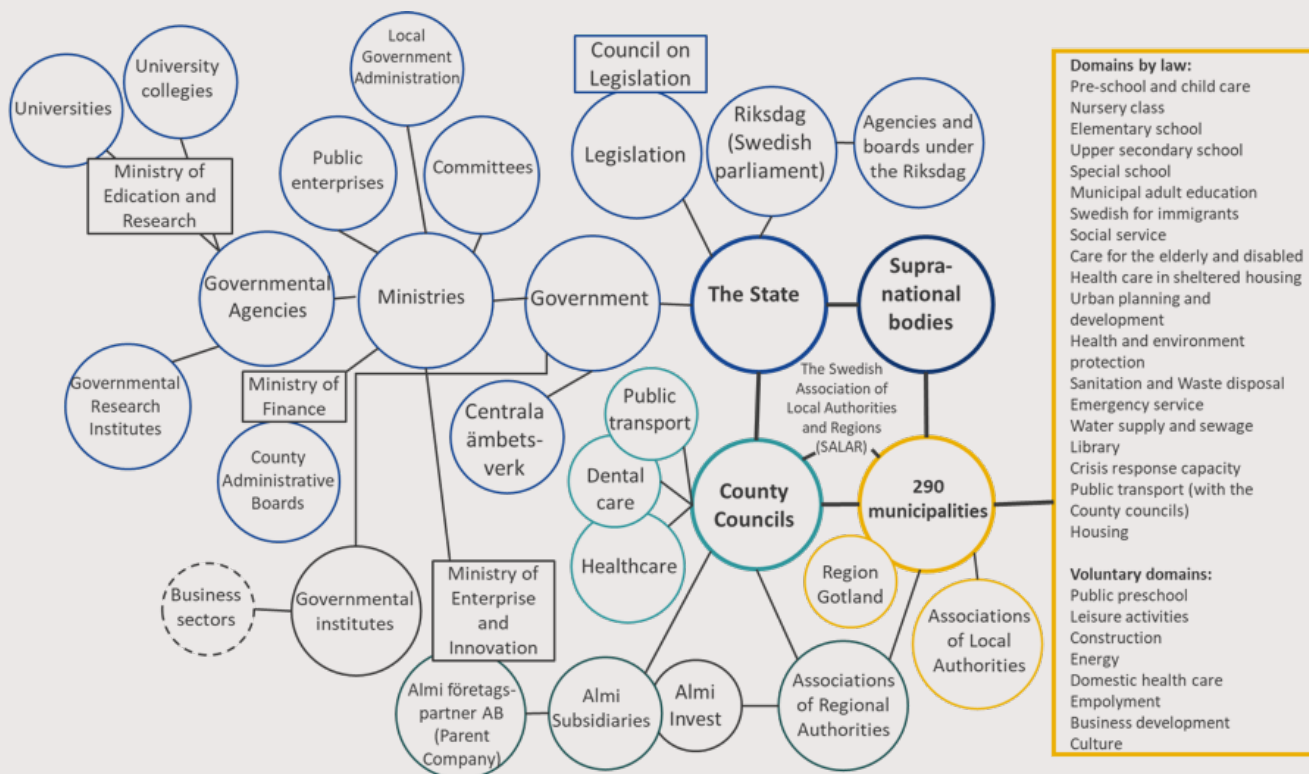 Universities
University
collegies
Local
Government
Administration
Council on
Legislation
Public
enterprises
Committees
Legislation
Riksdag
(Swedish
parliament)
Agencies and
boards under
the Riksdag
Ministry of
Edication and
Research
Governmental
Agencies
Ministries
Government
The State
Supra-
national
bodies
Governmental
Research
Institutes
Ministry of
Finance
County
Administrative
Boards
Centrala
ämbets-
verk
Public
transport
Dental
care
Healthcare
The Swedish
Association of
Local Authorities
and Regions
(SALAR)
County
Councils
290
municipalities
Region
Gotland
Associations
of Local
Authorities
Business
sectors
Governmental
institutes
Ministry of
Enterprise
and
Innovation
Almi företags-
partner AB
(Parent
Company)
Almi
Subsidiaries
Almi
Invest
Associations
of Regional
Authorities
Domains by law:
Pre-school and child care
Nursery class
Elementary school
Upper secondary school
Special school
Municipal adult education
Swedish for immigrants
Social service
Care for the elderly and disabled
Health care in sheltered housing
Urban planning and
development
Health and environment
protection
Sanitation and Waste disposal
Emergency service
Water supply and sewage
Library
Crisis response capacity
Public transport (with the
County councils)
Housing
Voluntary domains:
Public preschool
Leisure activities
Construction
Energy
Domestic health care
Empolyment
Business development
Culture